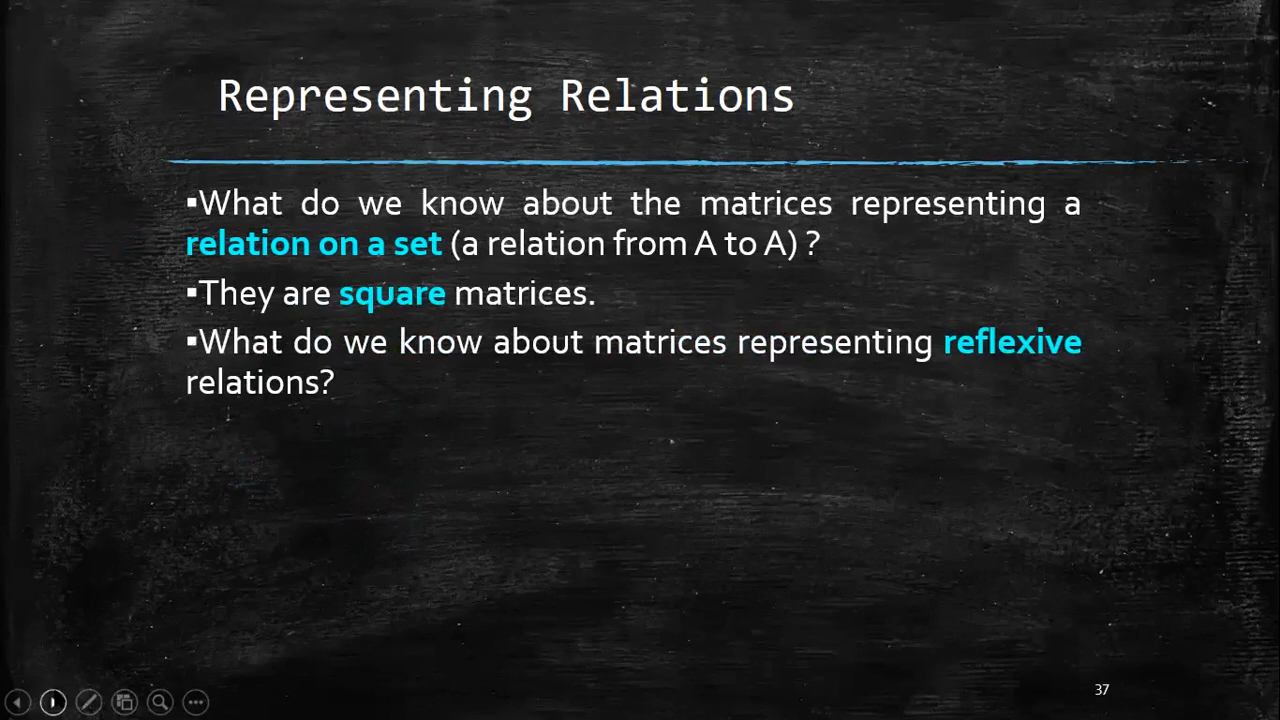 Representing Relations
▪What do we know about the matrices representing a
relation on a set (a relation from A to A) ?
▪They are square matrices.
▪What do we know about matrices representing reflexive
relations?
37